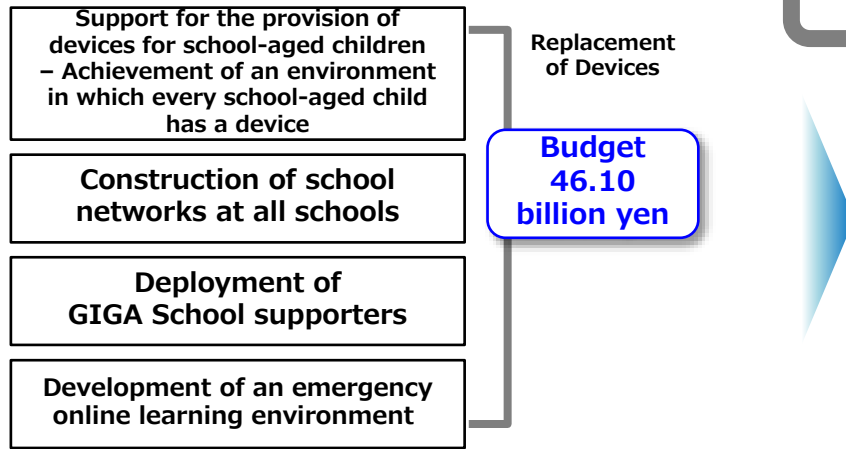 Support for the provision of
devices for school-aged children
– Achievement of an environment
in which every school-aged child
has a device
Replacement
of Devices
Budget
46.10
billion yen
Construction of school
networks at all schools
Deployment of
GIGA School supporters
Development of an emergency
online learning environment